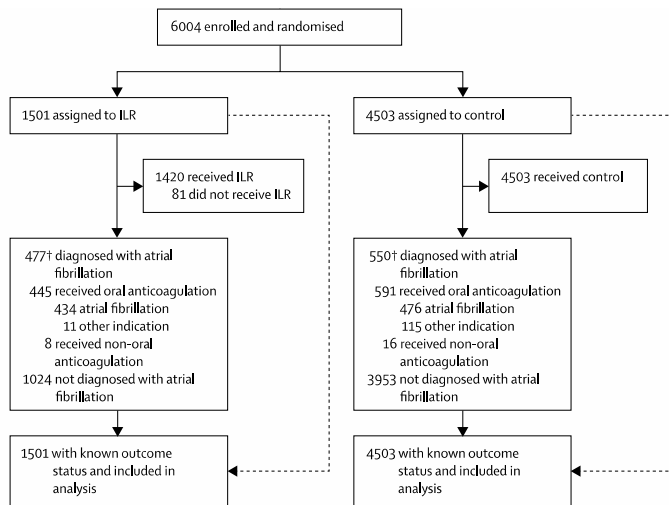 6004 enrolled and randomised
1501 assigned to ILR
4503 assigned to control
1420 received ILR
81 did not receive ILR
4503 received control
477† diagnosed with atrial
fibrillation
445 received oral anticoagulation
434 atrial fibrillation
11 other indication
8 received non-oral
anticoagulation
1024 not diagnosed with atrial
fibrillation
550† diagnosed with atrial
fibrillation
591 received oral anticoagulation
476 atrial fibrillation
115 other indication
16 received non-oral
anticoagulation
3953 not diagnosed with atrial
fibrillation
1501 with known outcome
status and included in
analysis
4503 with known outcome
status and included in
analysis